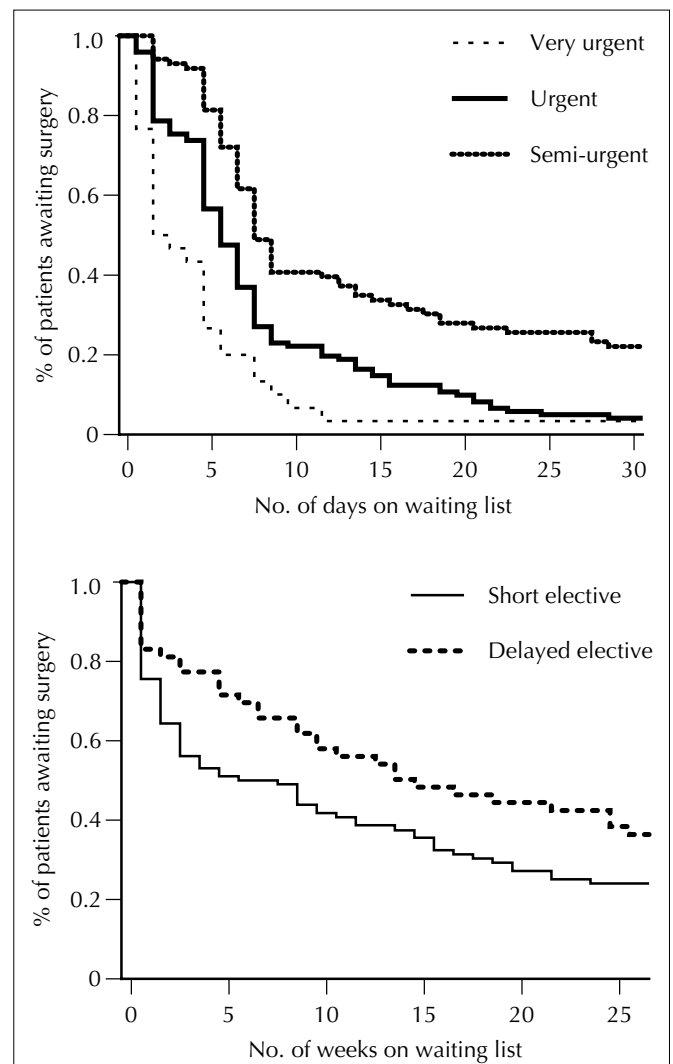 % of patients awaiting surgery
1.0
0.8
0.6
0.4
0.2
0
0 5 10 15 20 25 30
No. of days on waiting list
Very urgent
Urgent
Semi-urgent
% of patients awaiting surgery
1.0
0.8
0.6
0.4
0.2
0
0 5 10 15 20 25
No. of weeks on waiting list
Short elective
Delayed elective